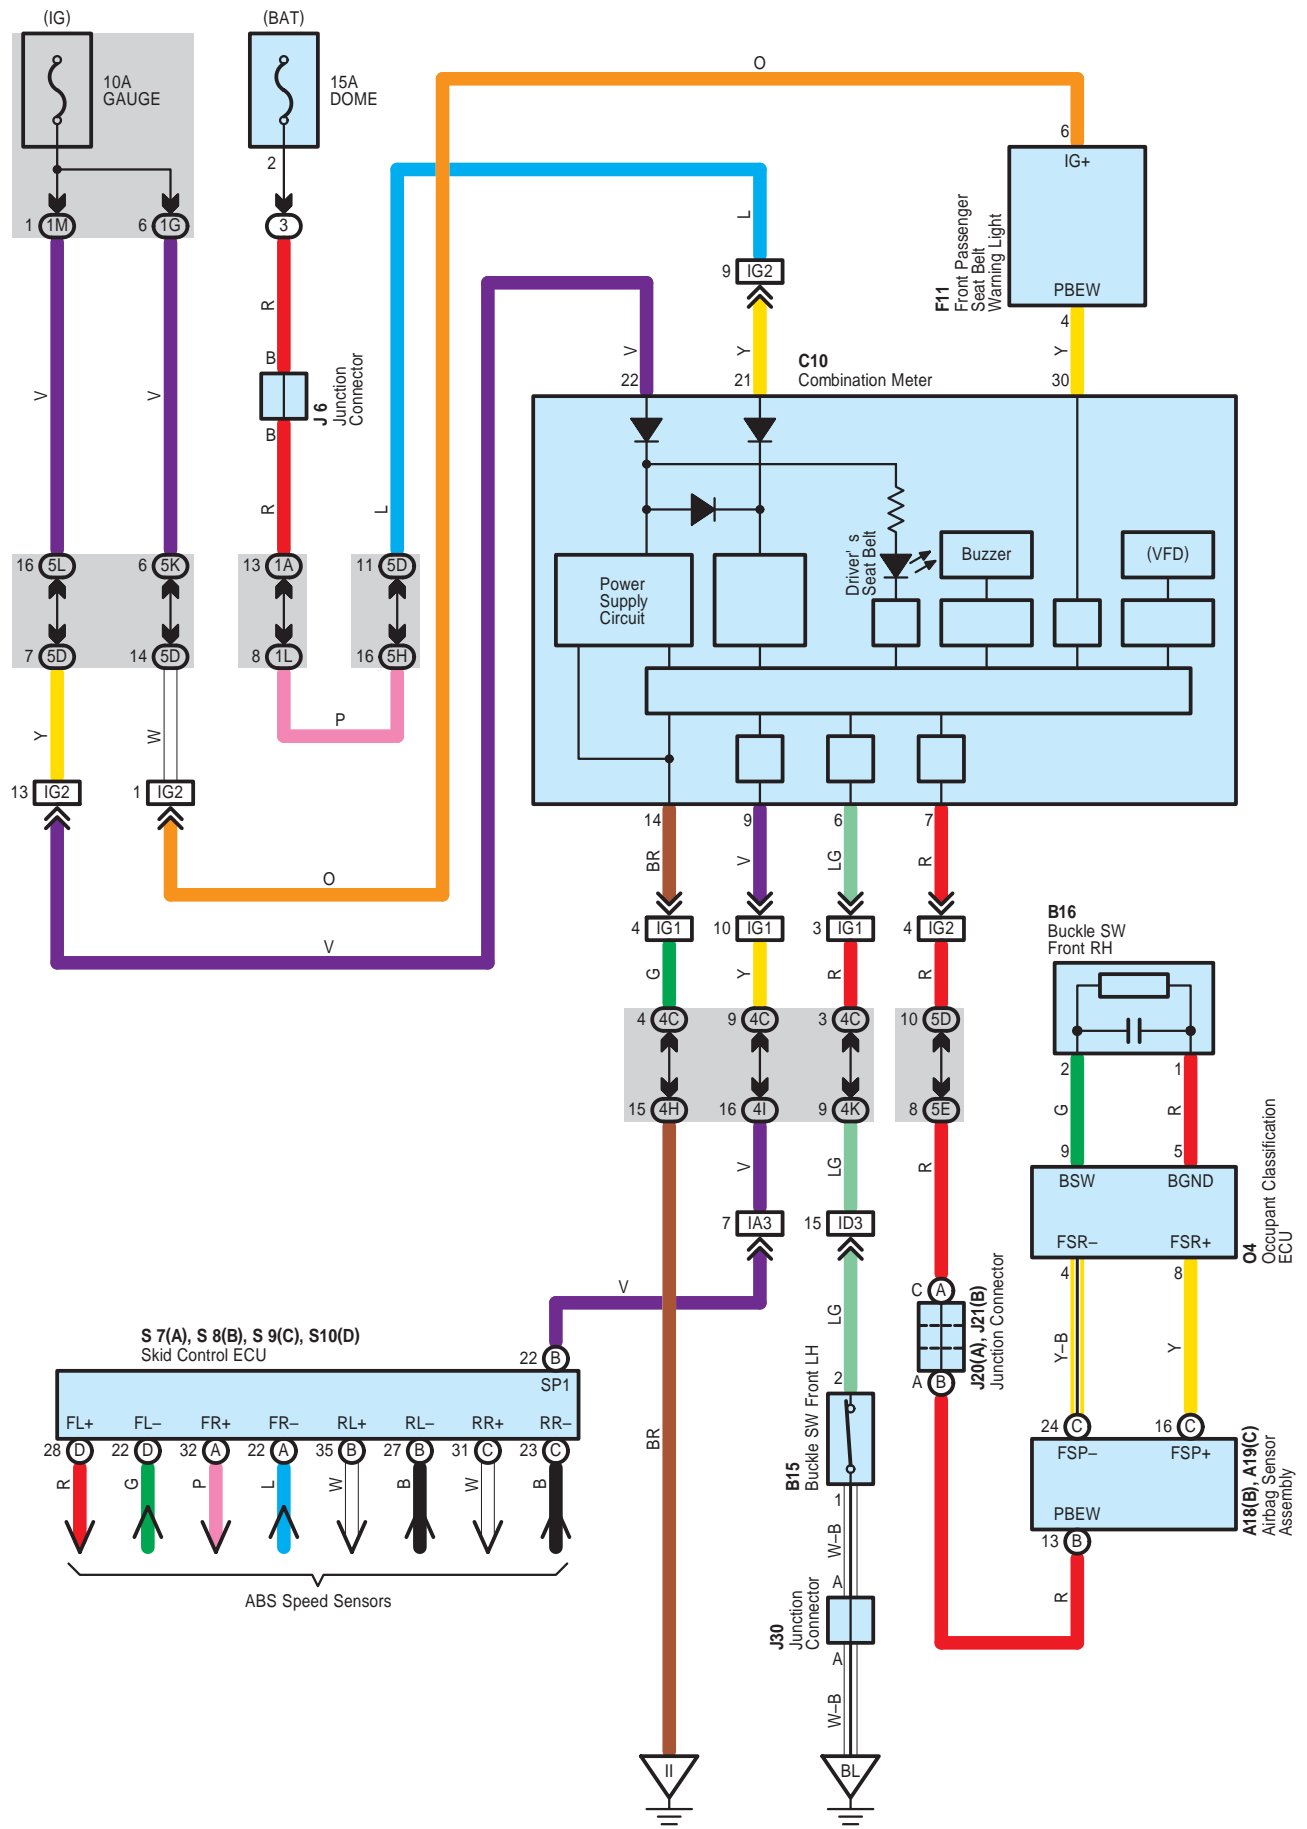 (IG)
(BAT)
10A
GAUGE
15A
DOME
O
2
6
IG+
1 1M
6 1G
3
L
F11
Front Passenger
Seat Belt
Warning Light
9 IG2
PBEW
4
R
V
Y
Y
C10
Combination Meter
B
22
21
30
V
V
J 6
Junction
Connector
B
R
L
Driver' s
Seat Belt
Buzzer
(VFD)
16 5L
6 5K
13 1A
11 5D
Power
Supply
Circuit
7 5D
14 5D
8 1L
16 5H
P
Y
W
13 IG2
1 IG2
14
9
6
7
BR
V
LG
R
O
4 IG1
10 IG1
3 IG1
4 IG2
B16
Buckle SW
Front RH
V
G
Y
R
R
4 4C
9 4C
3 4C
10 5D
2
1
G
R
15 4H
16 4I
9 4K
8 5E
9
5
V
LG
R
BSW
BGND
7 IA3
15 ID3
FSR–
FSR+
O4
Occupant Classification
ECU
4
8
V
LG
C A
J20(A), J21(B)
Junction Connector
Y–B
Y
S 7(A), S 8(B), S 9(C), S10(D)
Skid Control ECU
22 B
SP1
2
A B
B15
Buckle SW Front LH
FL+
FL–
FR+
FR–
RL+
RL–
RR+
RR–
28 D
22 D
32 A
22 A
35 B
27 B
31 C
23 C
R
G
P
L
W
B
W
B
BR
24 C
16 C
FSP–
FSP+
PBEW
A18(B), A19(C)
Airbag Sensor
Assembly
1
13 B
W–B
ABS Speed Sensors
A
R
J30
Junction
Connector
A
W–B
II
BL